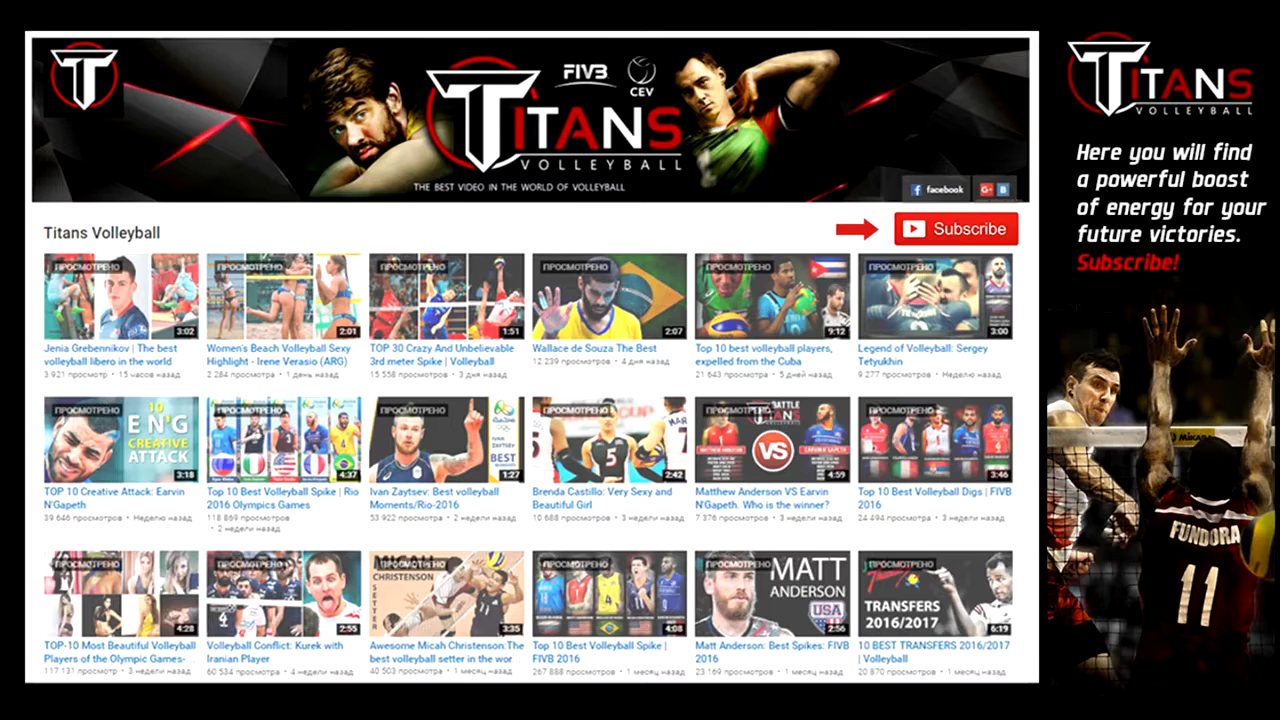 TITANS
VOLLEYBALL
FIVB
CEV
THE BEST VIDEO IN THE WORLD OF VOLLEYBALL
facebook
G+ B
TITANS
VOLLEYBALL
Here you will find
a powerful boost
of energy for your
future victories.
Subscribe!
Titans Volleyball
Subscribe
ПРОСМОТРЕНО
3:02
ПРОСМОТРЕНО
2:01
ПРОСМОТРЕНО
1:51
ПРОСМОТРЕНО
2:07
ПРОСМОТРЕНО
9:12
ПРОСМОТРЕНО
3:00
Jenia Grebennikov | The best
volleyball libero in the world
3 921 просмотр • 15 часов назад
Women's Beach Volleyball Sexy
Highlight - Irene Verasio (ARG)
2 284 просмотра • 1 день назад
TOP 30 Crazy And Unbelievable
3rd meter Spike | Volleyball
15 558 просмотров • 3 дня назад
Wallace de Souza The Best
12 239 просмотров • 4 дня назад
Top 10 best volleyball players,
expelled from the Cuba
21 643 просмотра • 5 дней назад
Legend of Volleyball: Sergey
Tetyukhin
9 277 просмотров • Неделю назад
ПРОСМОТРЕНО
10
E N'G
CREATIVE
ATTACK
3:18
ПРОСМОТРЕНО
4:37
ПРОСМОТРЕНО
IVAN
ZAYTSEV
BEST
MOMENTS
1:27
ПРОСМОТРЕНО
5
2:42
ПРОСМОТРЕНО
BATTLE
TITANS
VS
4:59
ПРОСМОТРЕНО
3:46
TOP 10 Creative Attack: Earvin
N'Gapeth
39 646 просмотров • Неделю назад
Top 10 Best Volleyball Spike | Rio
2016 Olympics Games
118 869 просмотров
• 2 недели назад
Ivan Zaytsev: Best volleyball
Moments/Rio-2016
53 922 просмотра • 2 недели назад
Brenda Castillo: Very Sexy and
Beautiful Girl
10 688 просмотров • 3 недели назад
Matthew Anderson VS Earvin
N'Gapeth. Who is the winner?
7 376 просмотров • 3 недели назад
Top 10 Best Volleyball Digs | FIVB
2016
24 494 просмотра • 3 недели назад
ПРОСМОТРЕНО
4:28
ПРОСМОТРЕНО
2:55
ПРОСМОТРЕНО
MICAH
CHRISTENSON
SETTER
3:35
ПРОСМОТРЕНО
4:08
ПРОСМОТРЕНО
MATT
ANDERSON
USA
2:56
ПРОСМОТРЕНО
TRANSFERS
2016/2017
6:19
TOP-10 Most Beautiful Volleyball
Players of the Olympic Games-
117 131 просмотр • 3 недели назад
Volleyball Conflict: Kurek with
Iranian Player
60 534 просмотра • 4 недели назад
Awesome Micah Christenson:The
best volleyball setter in the wor
40 503 просмотра • 1 месяц назад
Top 10 Best Volleyball Spike |
FIVB 2016
267 888 просмотров • 1 месяц назад
Matt Anderson: Best Spikes: FIVB
2016
23 169 просмотров • 1 месяц назад
10 BEST TRANSFERS 2016/2017
| Volleyball
20 870 просмотров • 1 месяц назад
MIKASA
FUNDORA
11